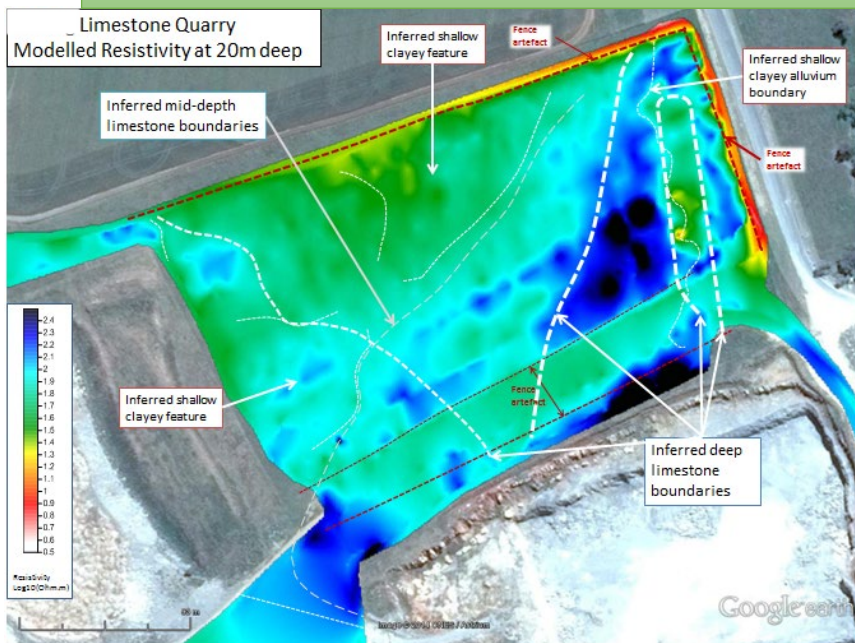 Limestone Quarry
Modelled Resistivity at 20m deep
Inferred shallow
clayey feature
Fence
artefact
Inferred shallow
clayey alluvium
boundary
Inferred mid-depth
limestone boundaries
Fence
artefact
2.4
2.3
2.2
2.1
2.0
1.9
1.8
1.7
1.6
1.5
1.4
1.3
1.2
1.1
1.0
0.9
0.8
0.7
0.6
0.5
Inferred shallow
clayey feature
Fence
artefact
Inferred deep
limestone
boundaries
Resistivity
Log10(Ohm.m)
Google earth